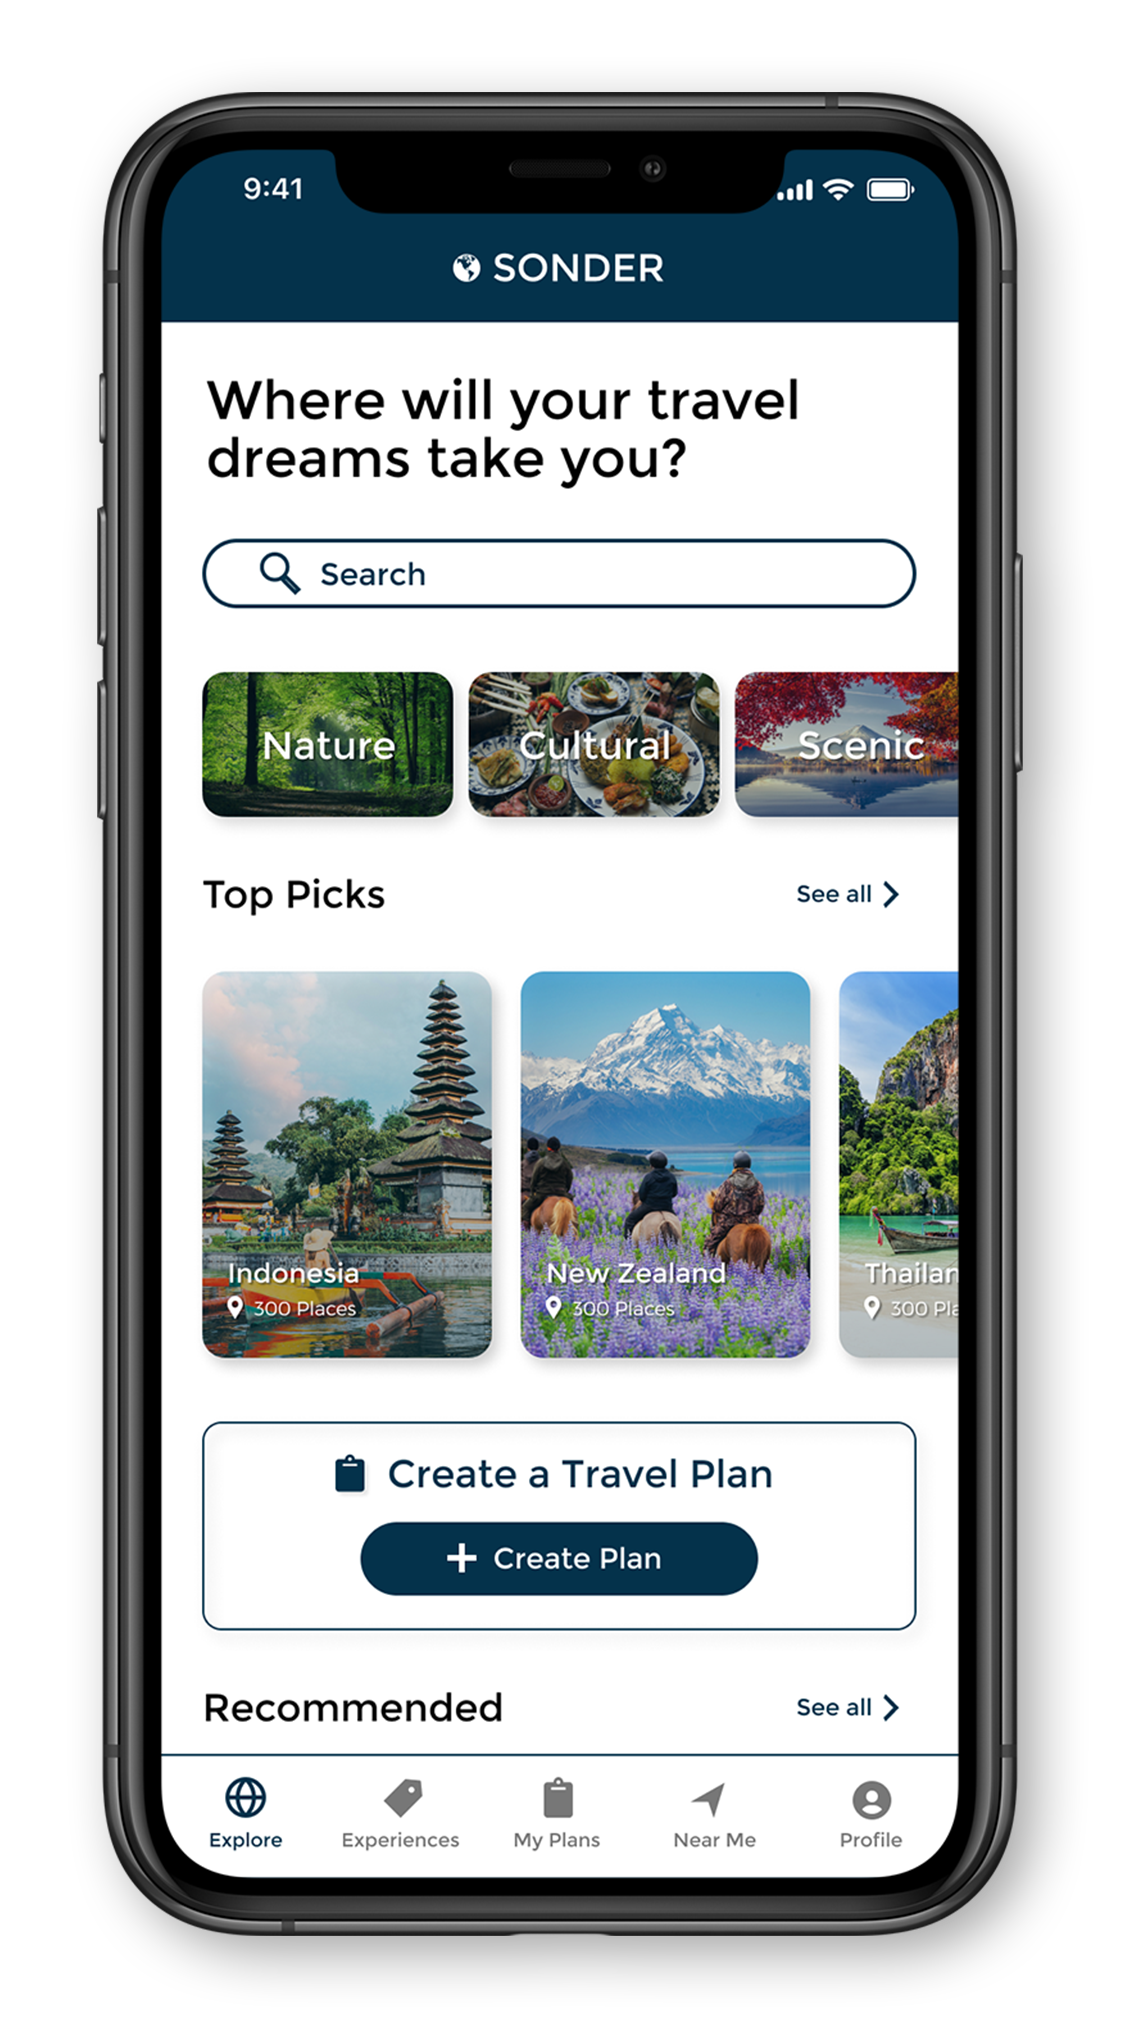 9:41
SONDER
Where will your travel
dreams take you?
Search
Nature
Cultural
Scenic
Top Picks
See all
Indonesia
300 Places
New Zealand
300 Places
Thailan
300 Pla
Create a Travel Plan
Create Plan
Recommended
See all
Explore
Experiences
My Plans
Near Me
Profile